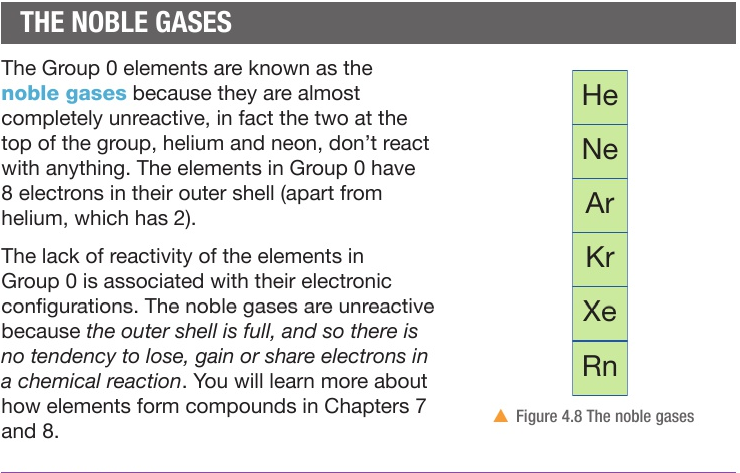 THE NOBLE GASES
The Group 0 elements are known as the
noble gases because they are almost
completely unreactive, in fact the two at the
top of the group, helium and neon, don’t react
with anything. The elements in Group 0 have
8 electrons in their outer shell (apart from
helium, which has 2).
The lack of reactivity of the elements in
Group 0 is associated with their electronic
configurations. The noble gases are unreactive
because the outer shell is full, and so there is
no tendency to lose, gain or share electrons in
a chemical reaction. You will learn more about
how elements form compounds in Chapters 7
and 8.
He
Ne
Ar
Kr
Xe
Rn
▲ Figure 4.8 The noble gases